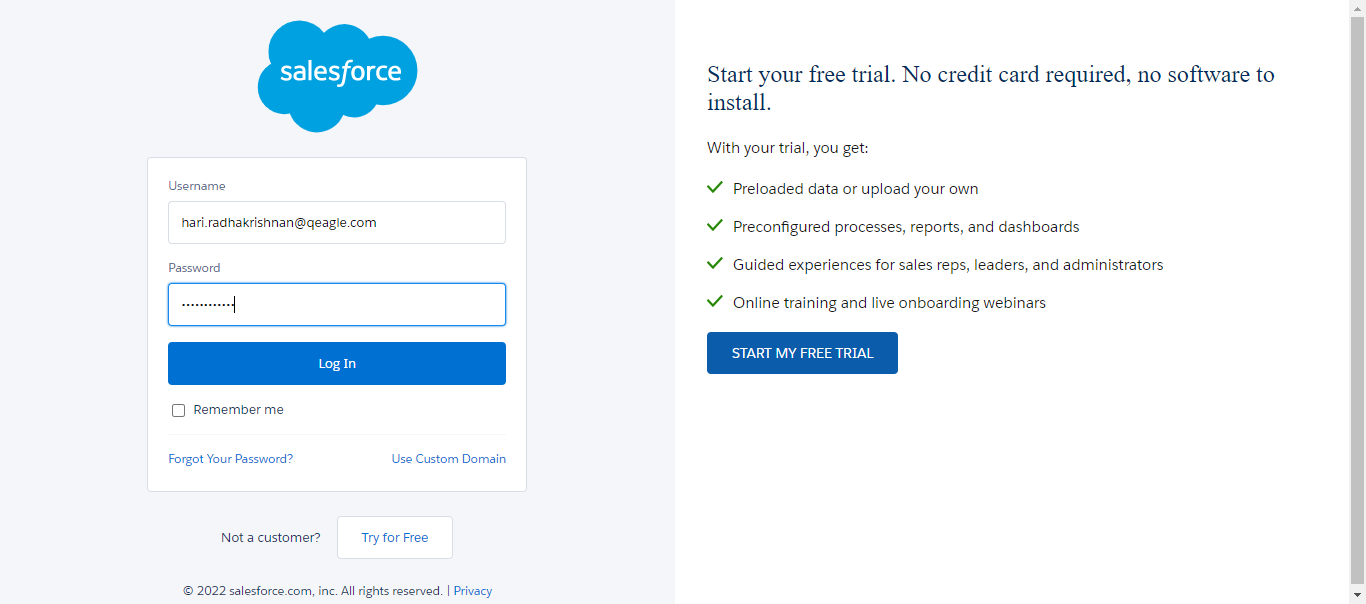 salesforce
Username
hari.radhakrishnan@qeagle.com
Password
············
Log In
Remember me
Forgot Your Password? Use Custom Domain
Not a customer? Try for Free
© 2022 salesforce.com, inc. All rights reserved. | Privacy
Start your free trial. No credit card required, no software to
install.
With your trial, you get:
Preloaded data or upload your own
Preconfigured processes, reports, and dashboards
Guided experiences for sales reps, leaders, and administrators
Online training and live onboarding webinars
START MY FREE TRIAL